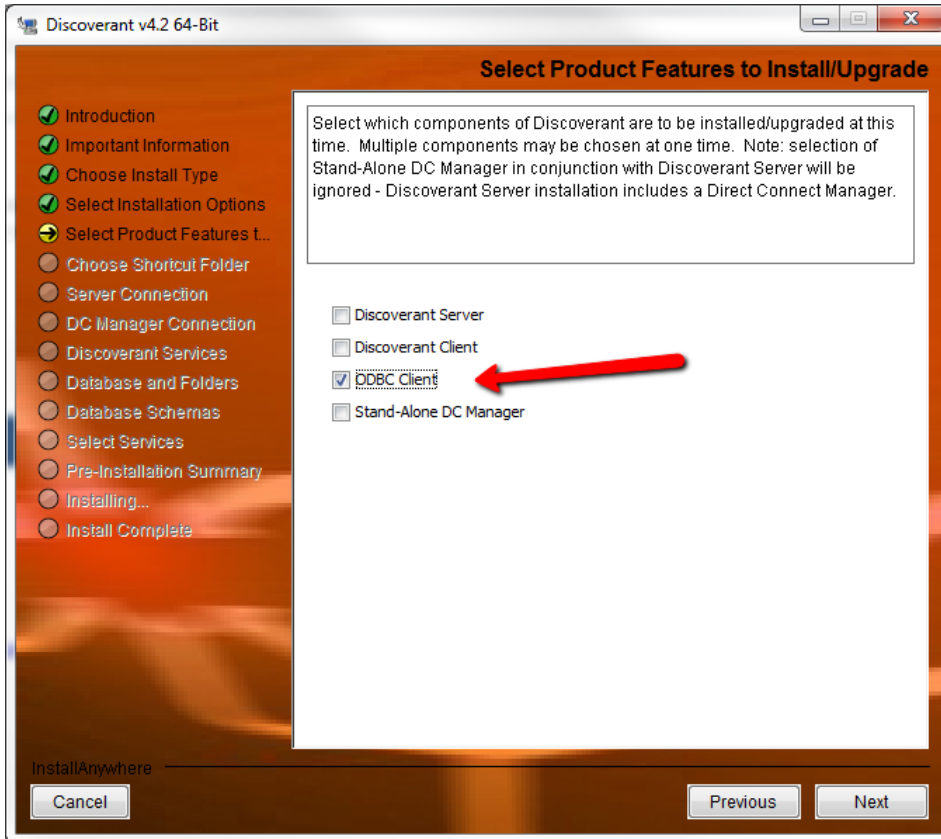 Discoverant v4.2 64-Bit
Select Product Features to Install/Upgrade
Introduction
Important Information
Choose Install Type
Select Installation Options
Select Product Features t...
Choose Shortcut Folder
Server Connection
DC Manager Connection
Discoverant Services
Database and Folders
Database Schemas
Select Services
Pre-Installation Summary
Installing...
Install Complete
Select which components of Discoverant are to be installed/upgraded at this
time. Multiple components may be chosen at one time. Note: selection of
Stand-Alone DC Manager in conjunction with Discoverant Server will be
ignored - Discoverant Server installation includes a Direct Connect Manager.
Discoverant Server
Discoverant Client
ODBC Client
Stand-Alone DC Manager
InstallAnywhere
Cancel
Previous
Next